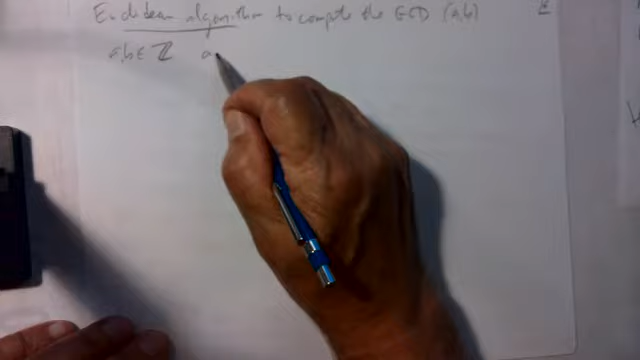 Euclidean algorithm to compute the GCD (a,b)
a,b ∈ ℤ a